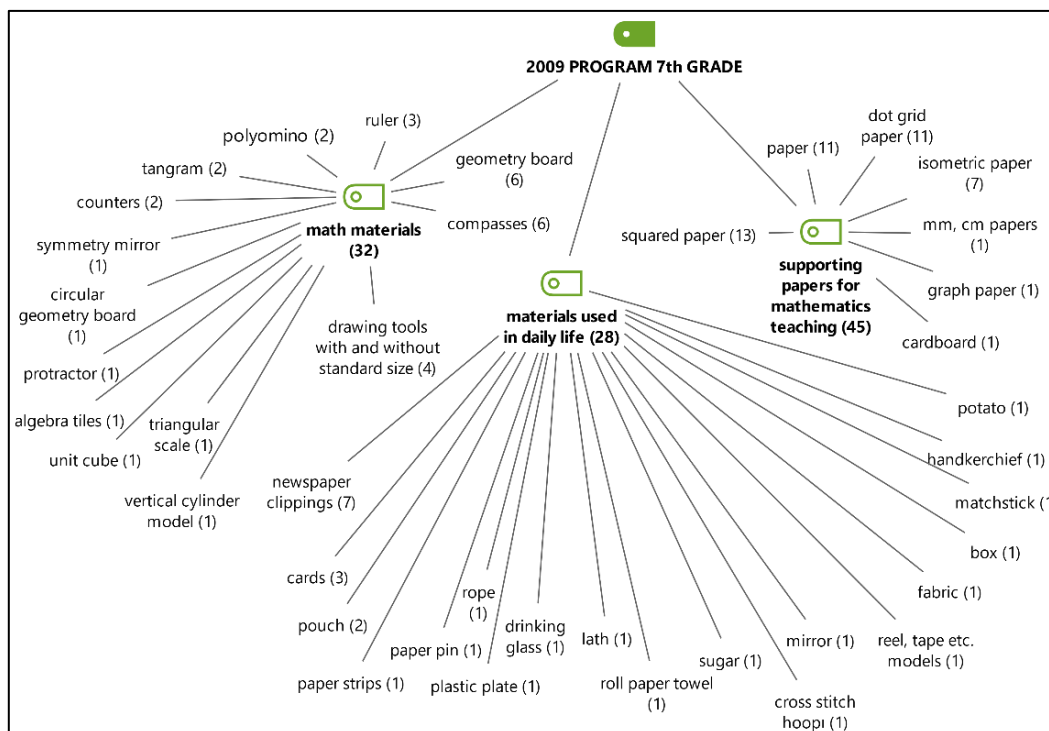 2009 PROGRAM 7th GRADE
ruler (3)
polyomino (2)
tangram (2)
counters (2)
symmetry mirror
(1)
circular
geometry board
(1)
protractor (1)
algebra tiles (1)
unit cube (1)
triangular
scale (1)
vertical cylinder
model (1)
geometry board
(6)
compasses (6)
math materials
(32)
drawing tools
with and without
standard size (4)
materials used
in daily life (28)
newspaper
clippings (7)
cards (3)
pouch (2)
paper strips (1)
paper pin (1)
rope
(1)
plastic plate (1)
drinking
glass (1)
lath (1)
roll paper towel
(1)
sugar (1)
cross stitch
hoopı (1)
mirror (1)
reel, tape etc.
models (1)
fabric (1)
box (1)
matchstick (1
handkerchief (1)
potato (1)
dot grid
paper (11)
paper (11)
isometric paper
(7)
squared paper (13)
mm, cm papers
(1)
graph paper (1)
cardboard (1)
supporting
papers for
mathematics
teaching (45)